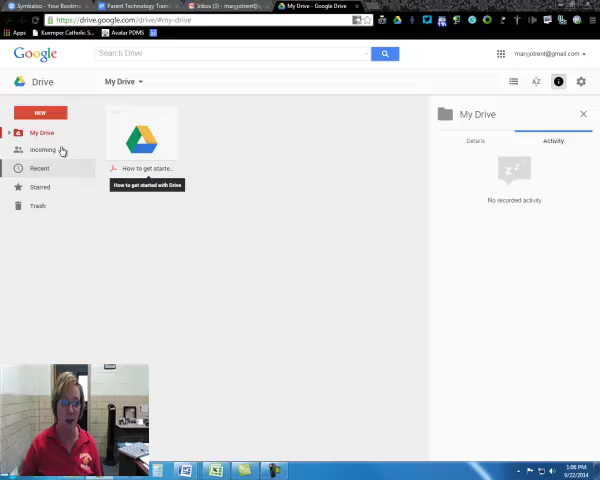 Symbaloo - Your Bookm
Parent Technology Train
Inbox
maryjotrent@
My Drive - Google Drive
https://drive.google.com/drive/#my-drive
Apps
Kuemper Catholic S...
Avatar PDMS
Google
Search Drive
maryjotrent@gmail.com
Drive
My Drive
NEW
My Drive
Incoming
Recent
Starred
Trash
How to get starte...
How to get started with Drive
My Drive
Details
Activity
No recorded activity
1:06 PM
9/22/2014